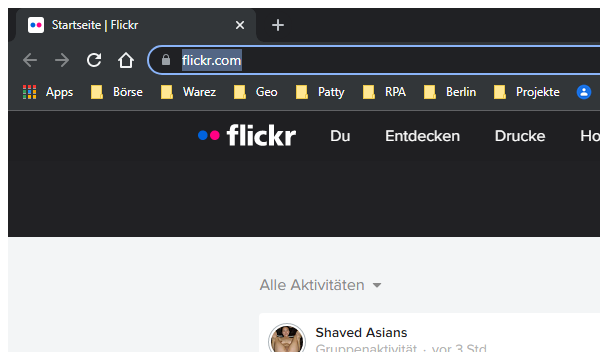 Startseite | Flickr
flickr.com
Apps Börse Warez Geo Patty RPA Berlin Projekte
flickr Du Entdecken Drucke Ho
Alle Aktivitäten
Shaved Asians
Gruppenaktivität · vor 3 Std